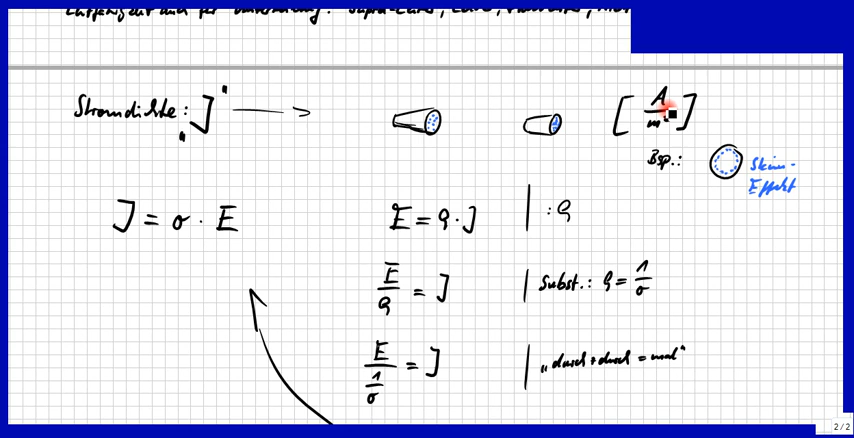 Stromdichte: „J“ → [A/m²]
Bsp.: Skin-
Effekt
J = σ · E
E = ρ · J | : ρ
E/ρ = J | Subst.: ρ = 1/σ
E/(1/σ) = J | „durch + durch = mal“
2 / 2